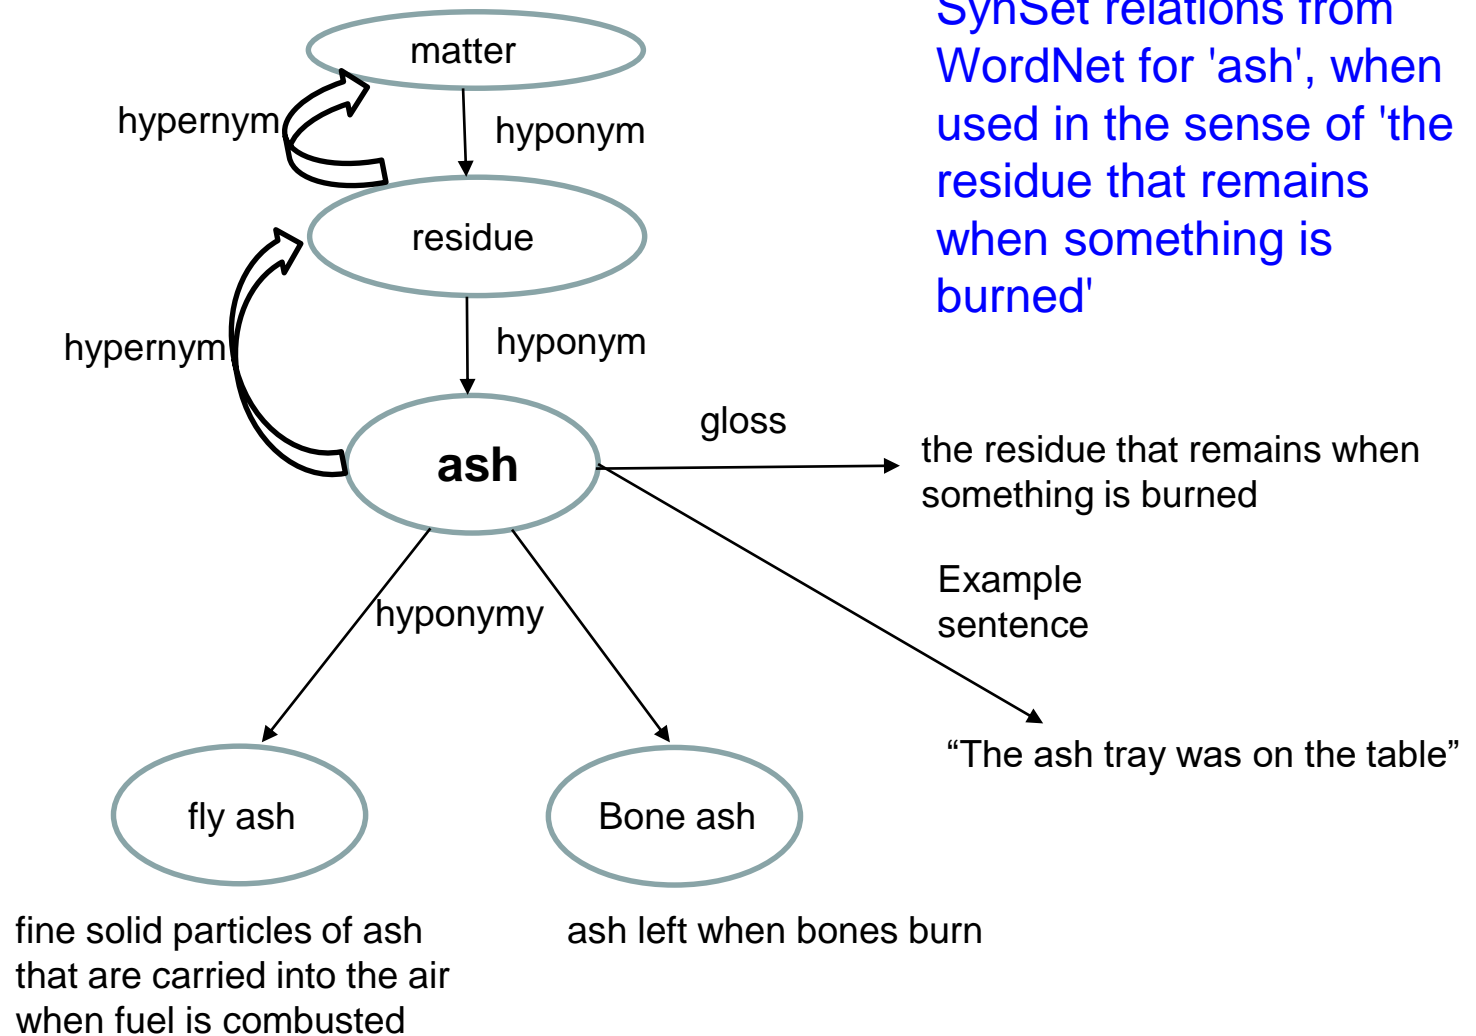 SynSet relations from
WordNet for 'ash', when
used in the sense of 'the
residue that remains
when something is
burned'
matter
hypernym
hyponym
residue
hypernym
hyponym
ash
gloss
the residue that remains when
something is burned
Example
sentence
hyponymy
“The ash tray was on the table”
fly ash
Bone ash
fine solid particles of ash
that are carried into the air
when fuel is combusted
ash left when bones burn